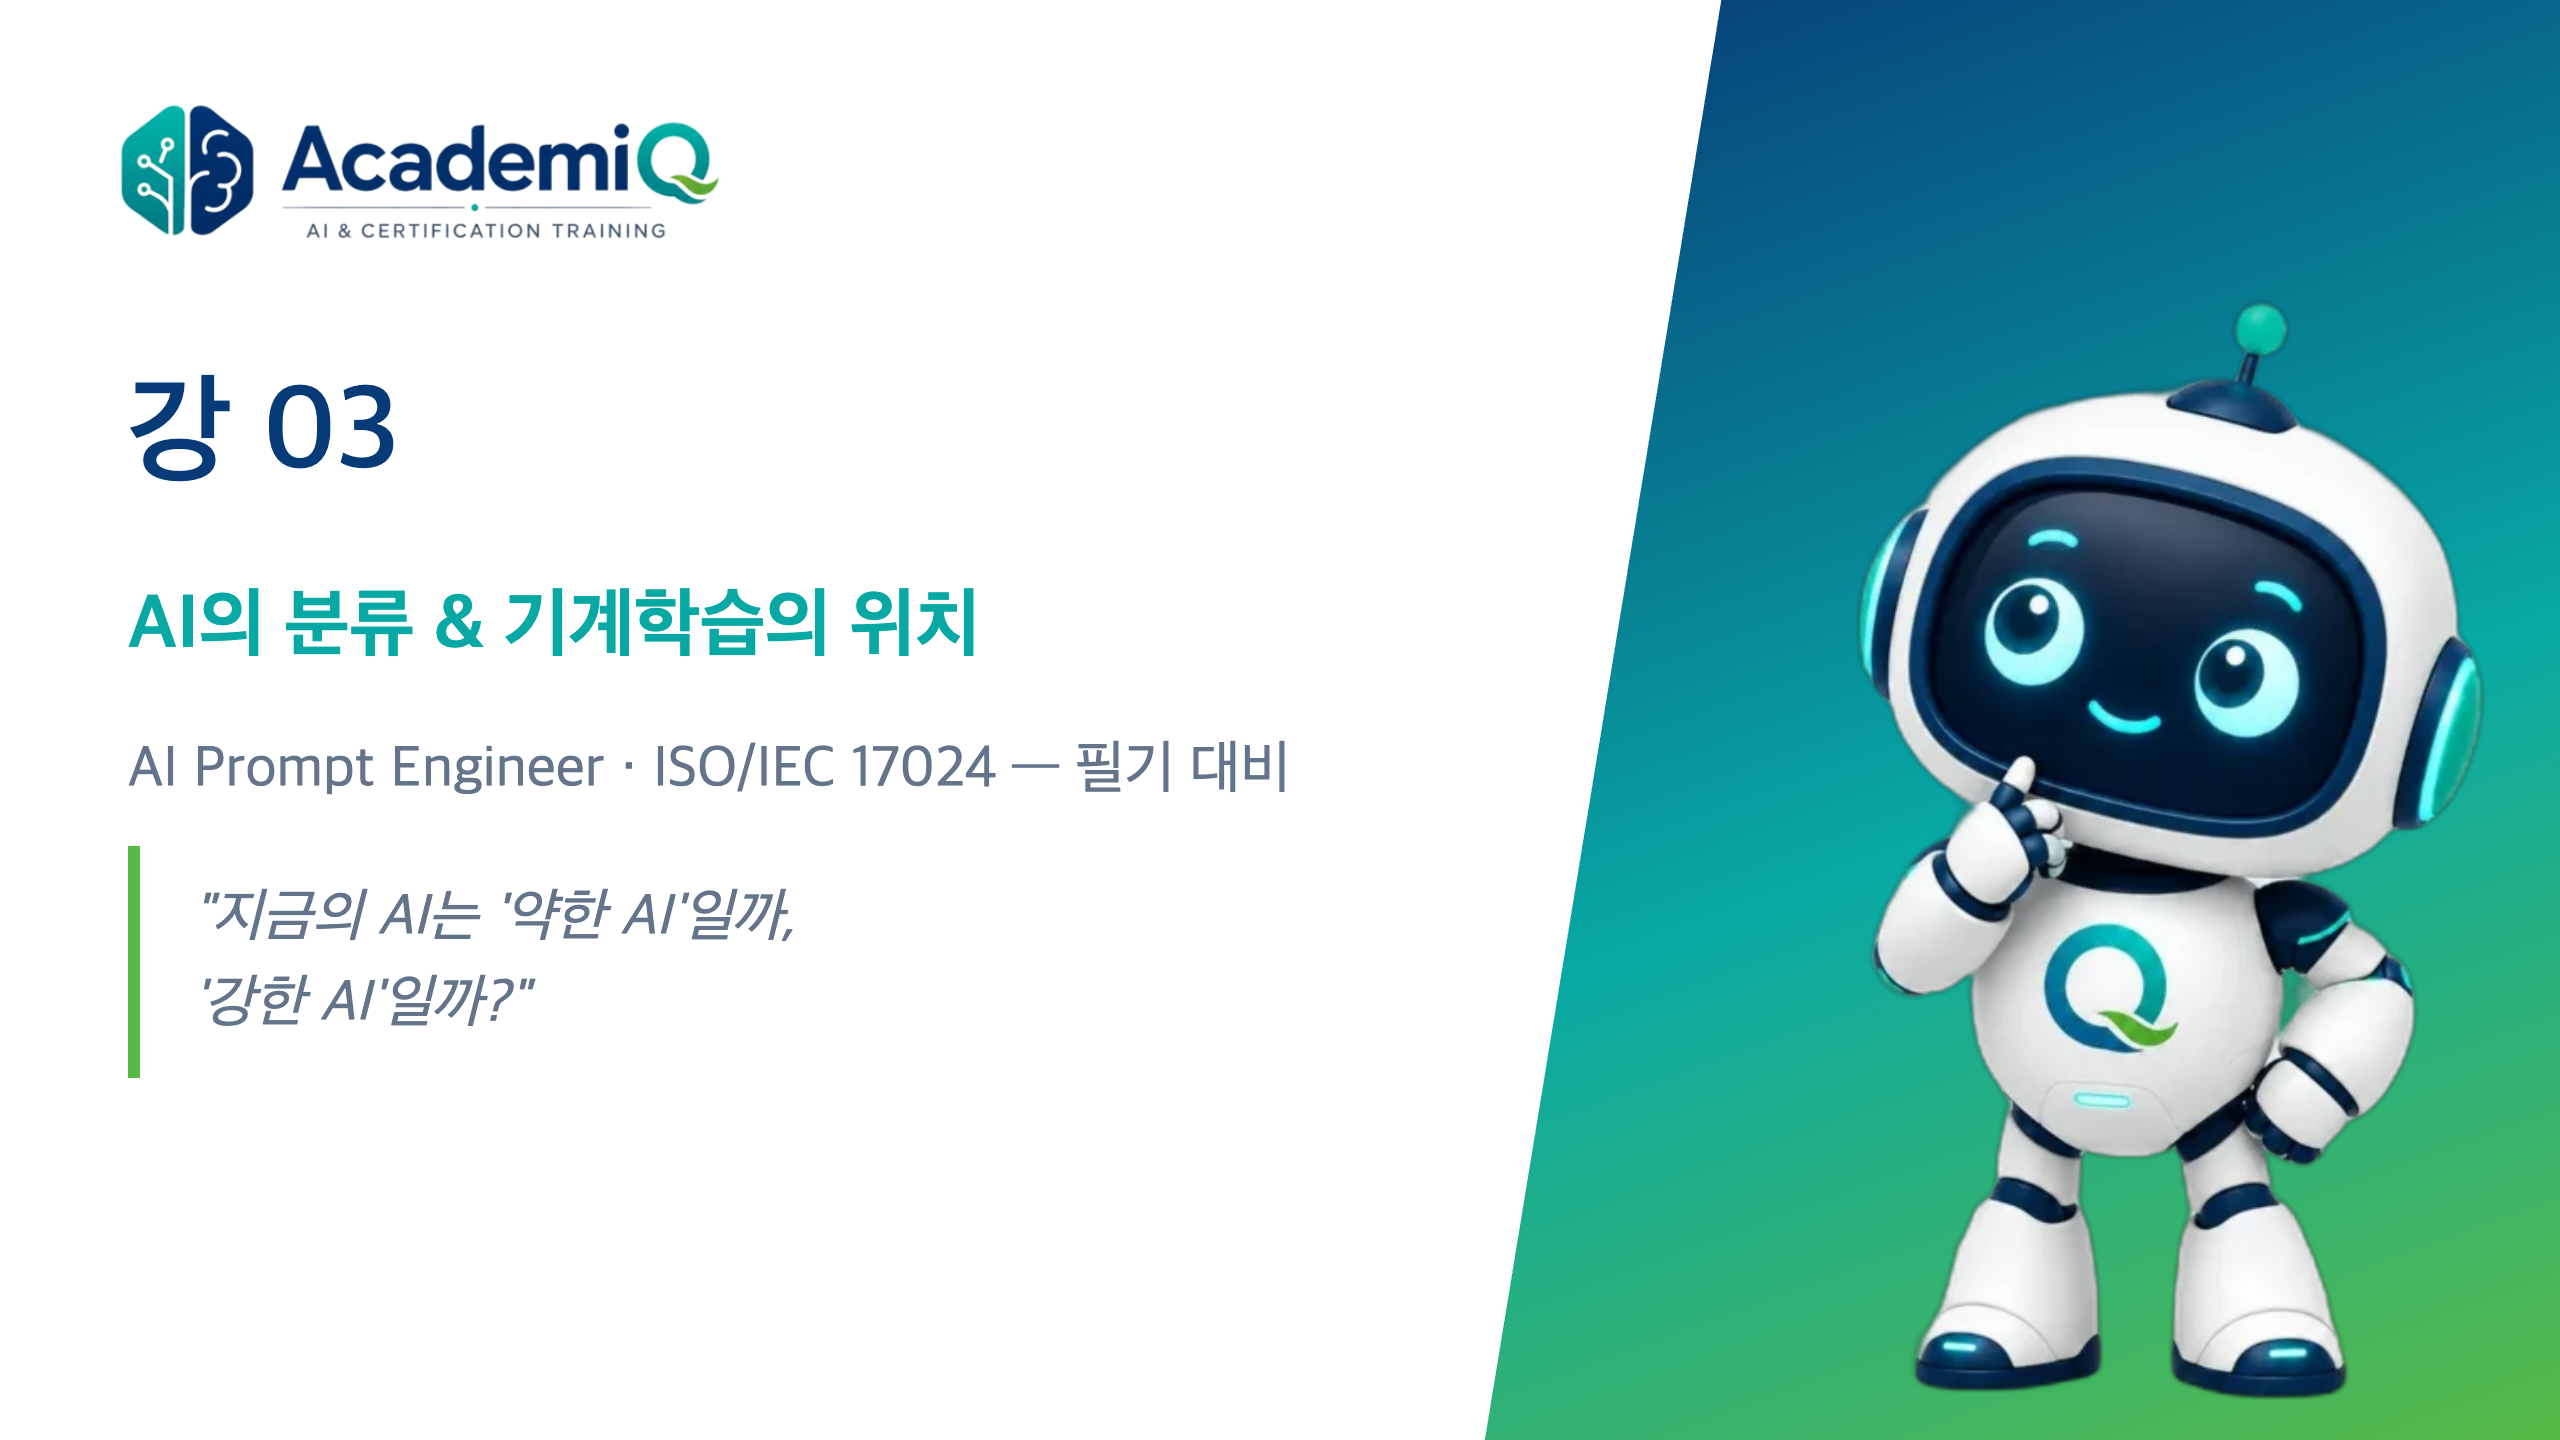 AcademiQ
AI & CERTIFICATION TRAINING
강 03
AI의 분류 & 기계학습의 위치
AI Prompt Engineer · ISO/IEC 17024 — 필기 대비
"지금의 AI는 '약한 AI'일까,
'강한 AI'일까?"
Q